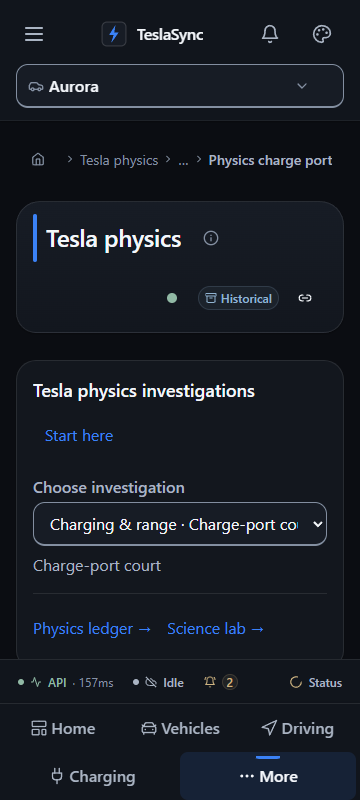 TeslaSync
Aurora
Tesla physics > ... > Physics charge port
Tesla physics
Historical
Tesla physics investigations
Start here
Choose investigation
Charging & range · Charge-port co
Charge-port court
Physics ledger → Science lab →
API · 157ms Idle 2 Status
Home Vehicles Driving
Charging ... More